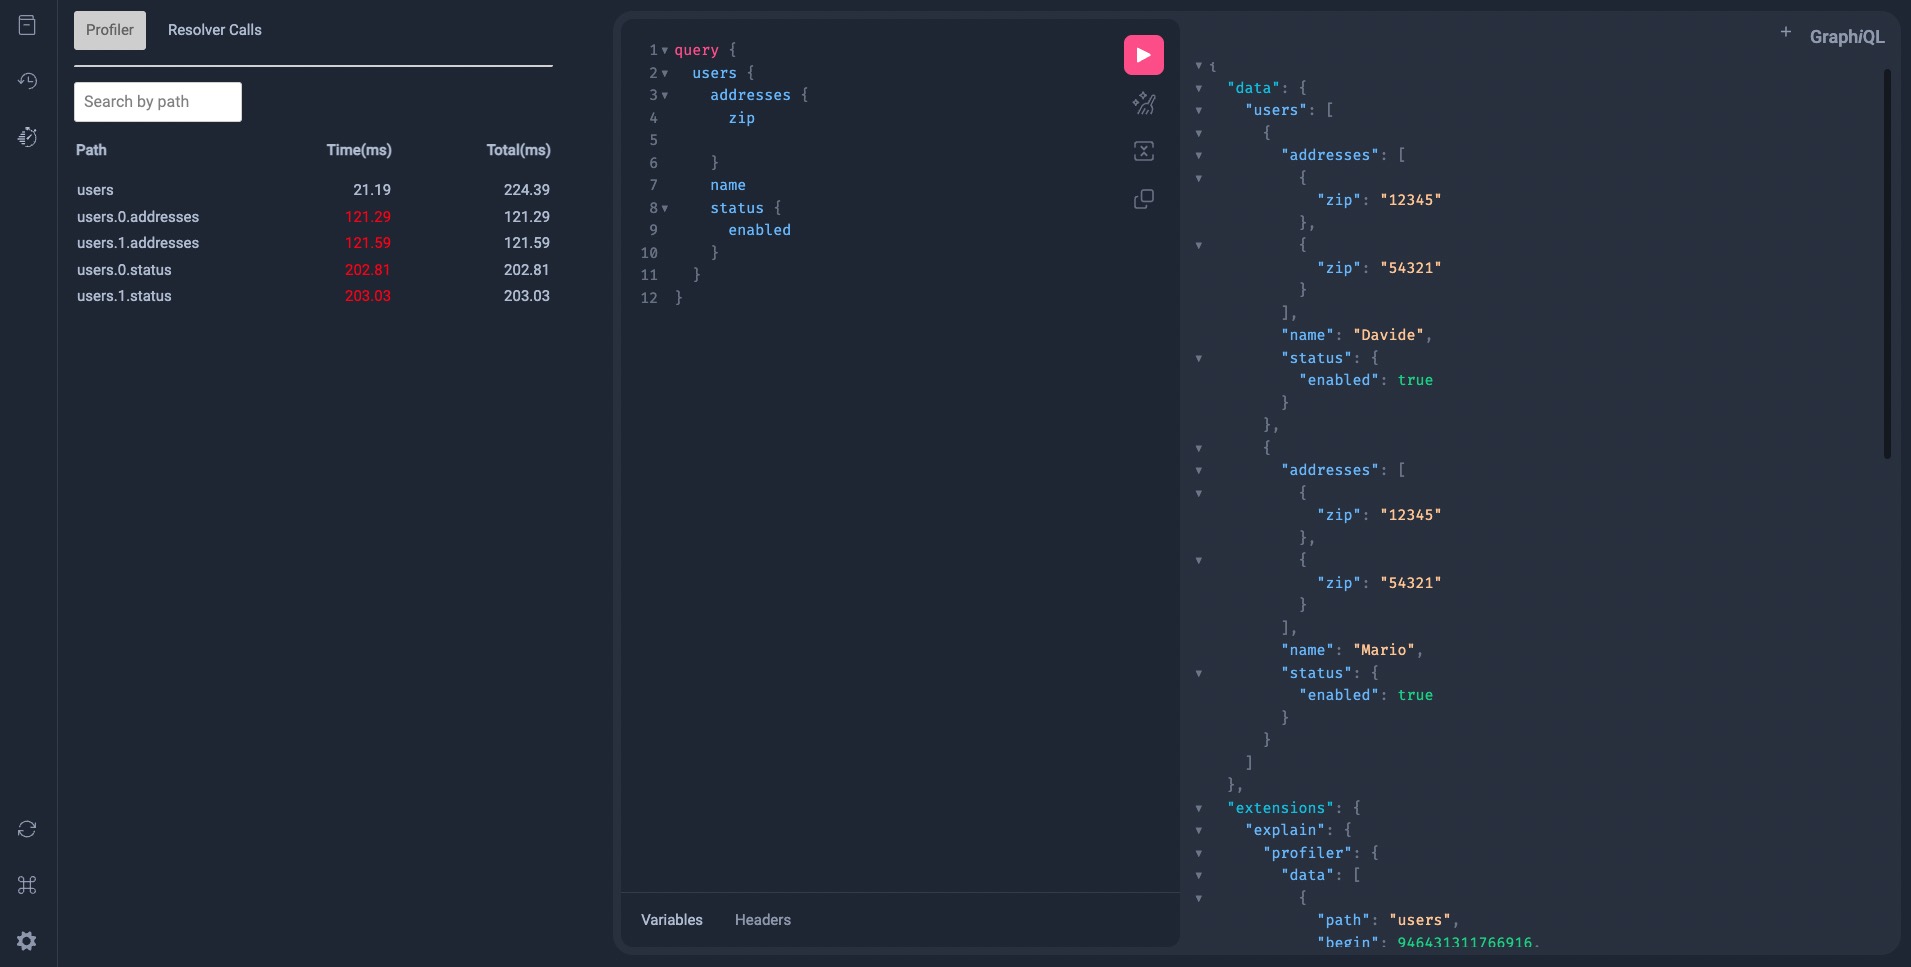 Profiler Resolver Calls
Search by path
Path Time(ms) Total(ms)
users 21.19 224.39
users.0.addresses 121.29 121.29
users.1.addresses 121.59 121.59
users.0.status 202.81 202.81
users.1.status 203.03 203.03
1 query {
2 users {
3 addresses {
4 zip
5
6 }
7 name
8 status {
9 enabled
10 }
11 }
12 }
Variables Headers
+ GraphiQL
{
"data": {
"users": [
{
"addresses": [
{
"zip": "12345"
},
{
"zip": "54321"
}
],
"name": "Davide",
"status": {
"enabled": true
}
},
{
"addresses": [
{
"zip": "12345"
},
{
"zip": "54321"
}
],
"name": "Mario",
"status": {
"enabled": true
}
}
]
},
"extensions": {
"explain": {
"profiler": {
"data": [
{
"path": "users",
"begin": 946431311766916,